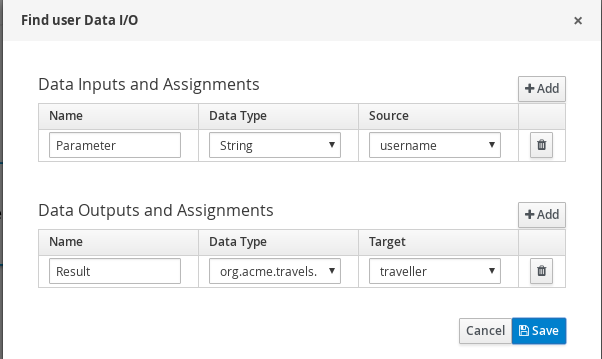 Find user Data I/O ×
Data Inputs and Assignments
+ Add
Name Data Type Source
Parameter String username
Data Outputs and Assignments
+ Add
Name Data Type Target
Result org.acme.travels. traveller
Cancel Save